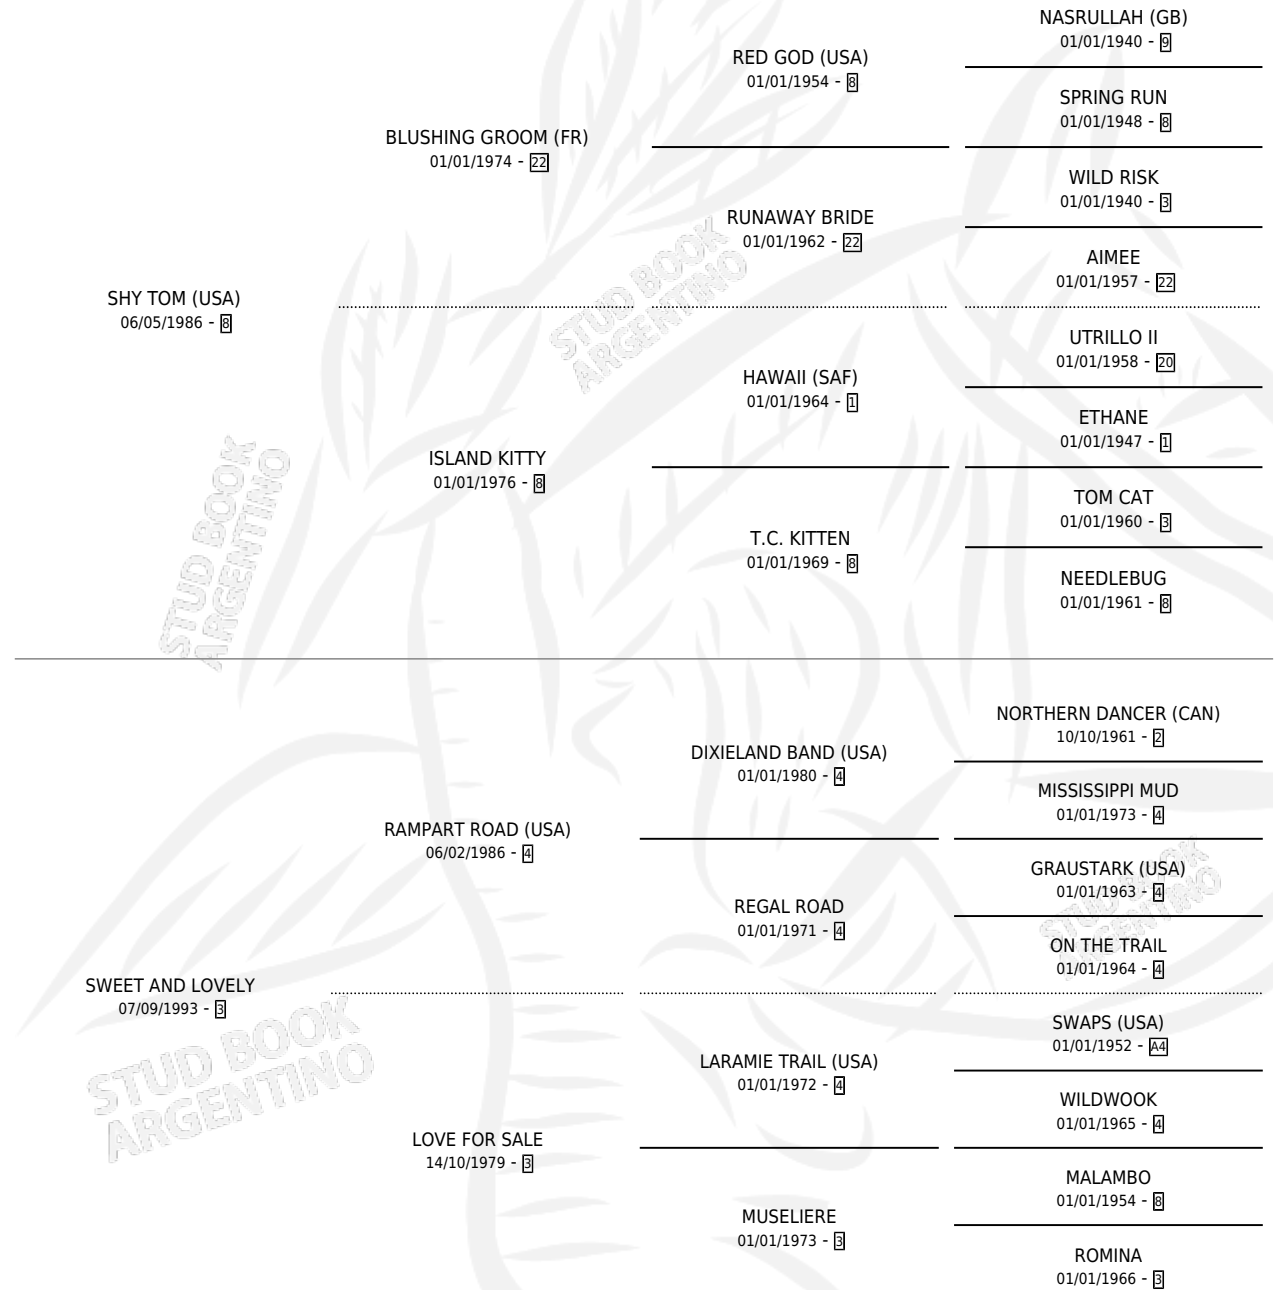 NASRULLAH (GB)
01/01/1940 - 9
RED GOD (USA)
01/01/1954 - 8
SPRING RUN
01/01/1948 - 8
BLUSHING GROOM (FR)
01/01/1974 - 22
WILD RISK
01/01/1940 - 3
RUNAWAY BRIDE
01/01/1962 - 22
AIMEE
01/01/1957 - 22
SHY TOM (USA)
06/05/1986 - 8
UTRILLO II
01/01/1958 - 20
HAWAII (SAF)
01/01/1964 - 1
ETHANE
01/01/1947 - 1
ISLAND KITTY
01/01/1976 - 8
TOM CAT
01/01/1960 - 3
T.C. KITTEN
01/01/1969 - 8
NEEDLEBUG
01/01/1961 - 8
NORTHERN DANCER (CAN)
10/10/1961 - 2
DIXIELAND BAND (USA)
01/01/1980 - 4
MISSISSIPPI MUD
01/01/1973 - 4
RAMPART ROAD (USA)
06/02/1986 - 4
GRAUSTARK (USA)
01/01/1963 - 4
REGAL ROAD
01/01/1971 - 4
ON THE TRAIL
01/01/1964 - 4
SWEET AND LOVELY
07/09/1993 - 3
SWAPS (USA)
01/01/1952 - A4
LARAMIE TRAIL (USA)
01/01/1972 - 4
WILDWOOK
01/01/1965 - 4
LOVE FOR SALE
14/10/1979 - 3
MALAMBO
01/01/1954 - 8
MUSELIERE
01/01/1973 - 3
ROMINA
01/01/1966 - 3
STUD BOOK
ARGENTINO
STUD BOOK
ARGENTINO
STUD BOOK
ARGENTINO
STUD BOOK
ARGENTINO